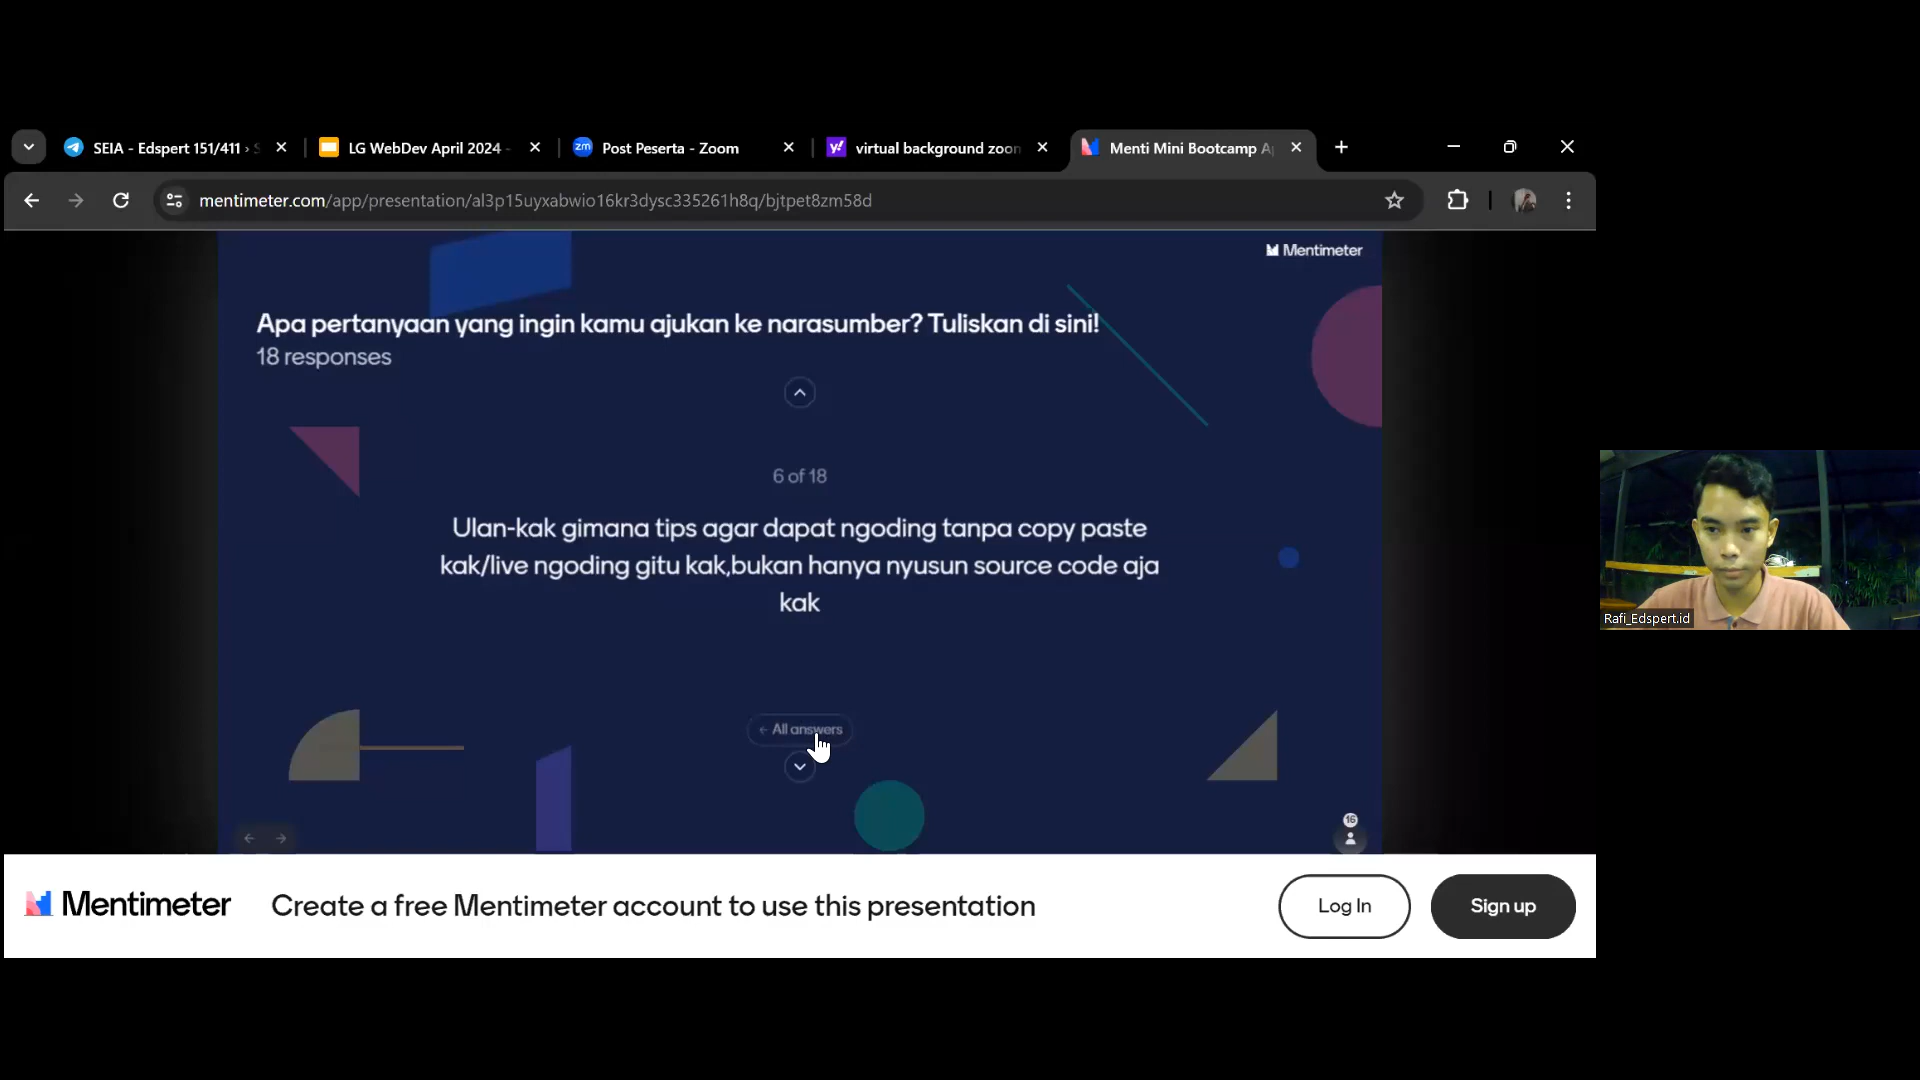 SEIA - Edspert 151/411 ›
LG WebDev April 2024 -
zm
Post Peserta - Zoom
y!
virtual background zoom
Menti Mini Bootcamp A
mentimeter.com/app/presentation/al3p15uyxabwio16kr3dysc335261h8q/bjtpet8zm58d
Mentimeter
Apa pertanyaan yang ingin kamu ajukan ke narasumber? Tuliskan di sini!
18 responses
6 of 18
Ulan-kak gimana tips agar dapat ngoding tanpa copy paste
kak/live ngoding gitu kak,bukan hanya nyusun source code aja
kak
← All answers
16
Rafi_Edspert.id
Mentimeter
Create a free Mentimeter account to use this presentation
Log In
Sign up